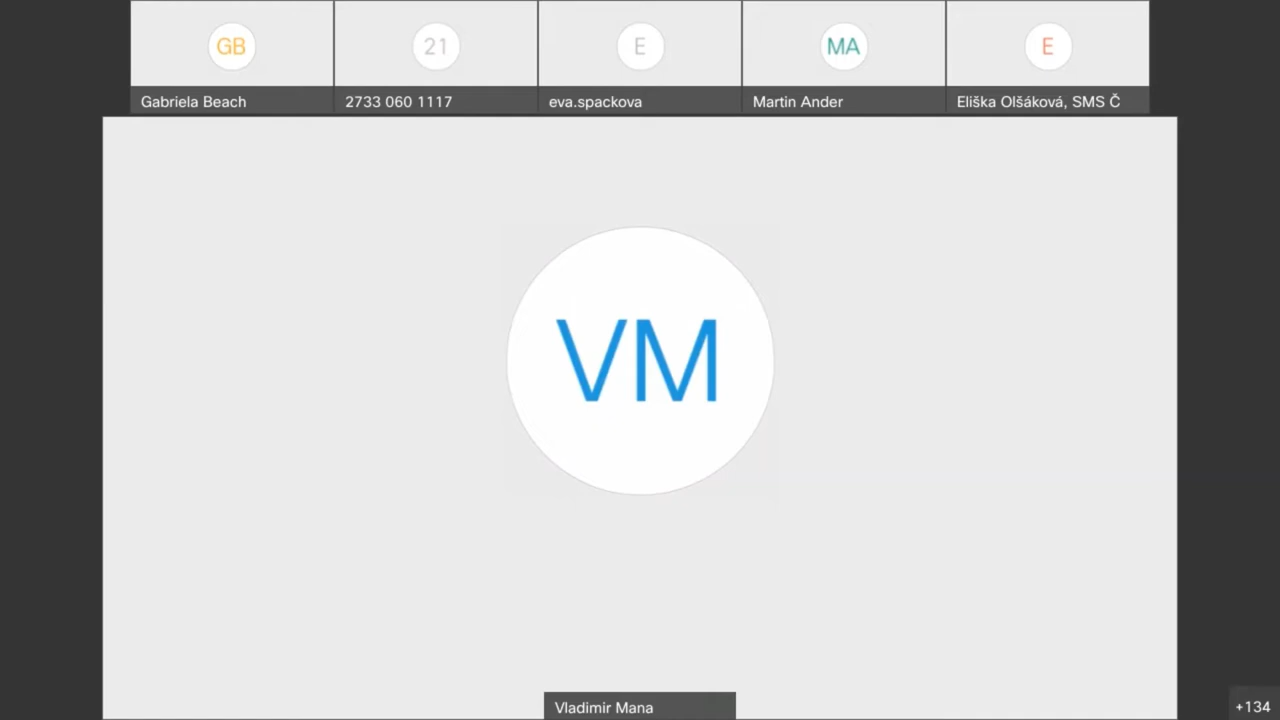 GB
21
E
MA
E
Gabriela Beach
2733 060 1117
eva.spackova
Martin Ander
Eliška Olšáková, SMS Č
VM
Vladimir Mana
+134